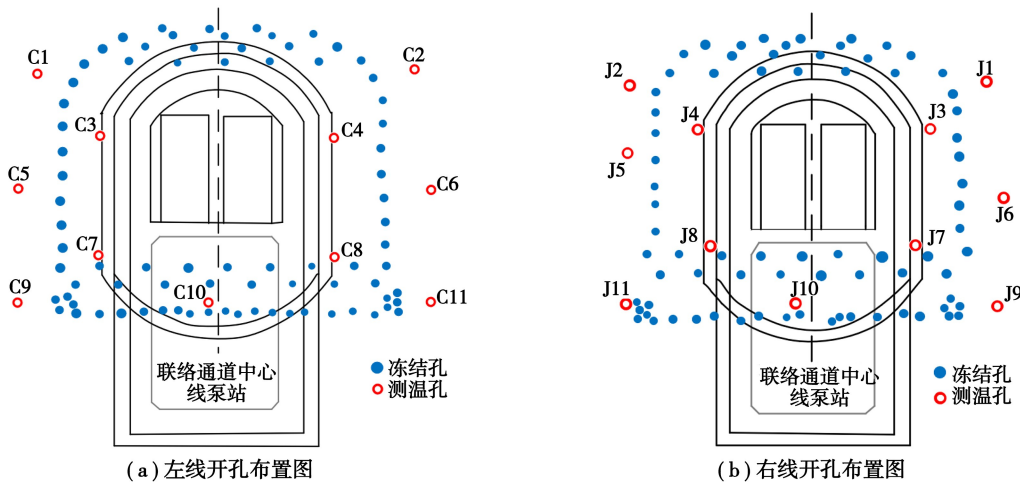 C1
C2
C3
C4
C5
C6
C7
C8
C9
C10
C11
联络通道中心
线泵站
冻结孔
测温孔
(a) 左线开孔布置图
J2
J1
J4
J3
J5
J6
J8
J7
J11
J10
J9
联络通道中心
线泵站
冻结孔
测温孔
(b) 右线开孔布置图